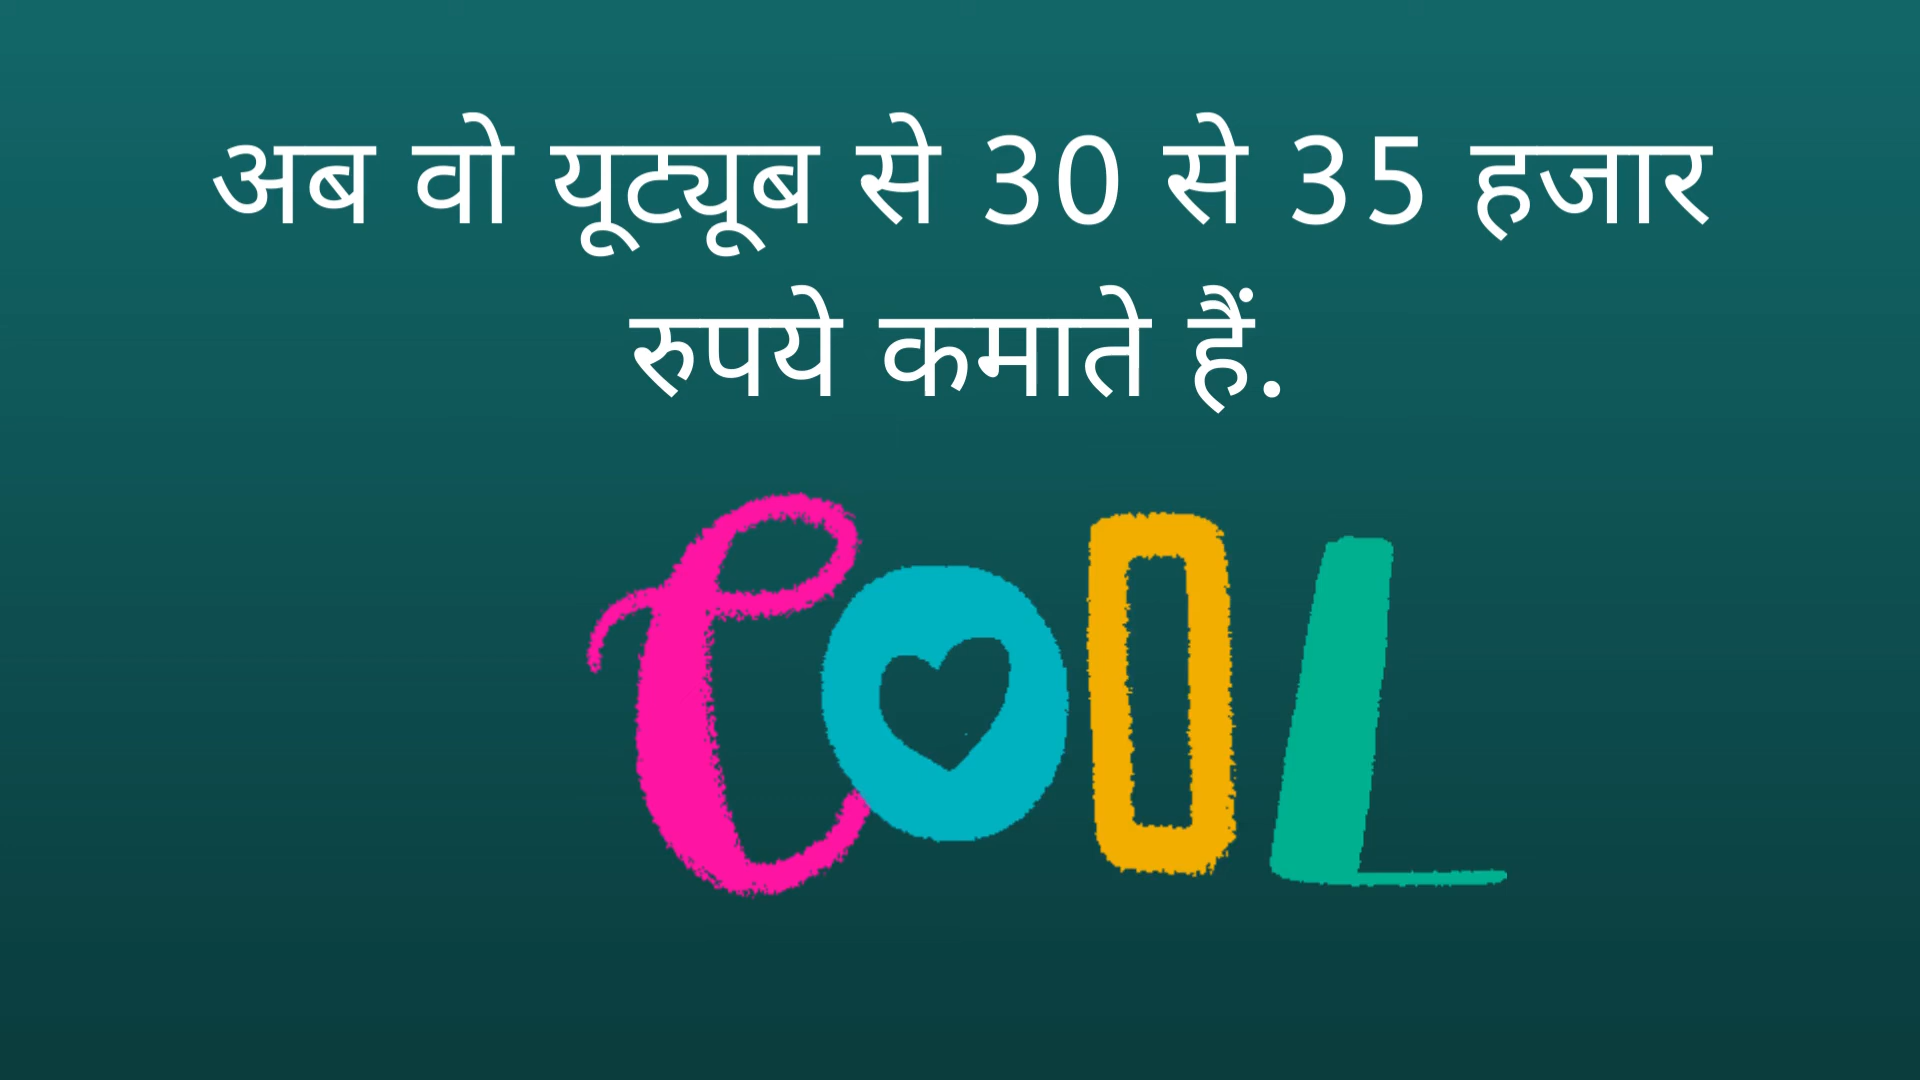 अब वो यूट्यूब से 30 से 35 हजार
रुपये कमाते हैं.
COOL